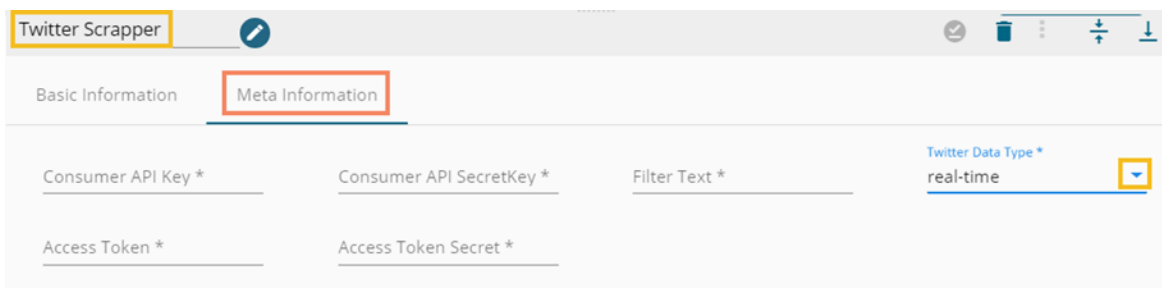 Twitter Scrapper
Basic Information Meta Information
Twitter Data Type *
Consumer API Key * Consumer API SecretKey * Filter Text * real-time
Access Token * Access Token Secret *